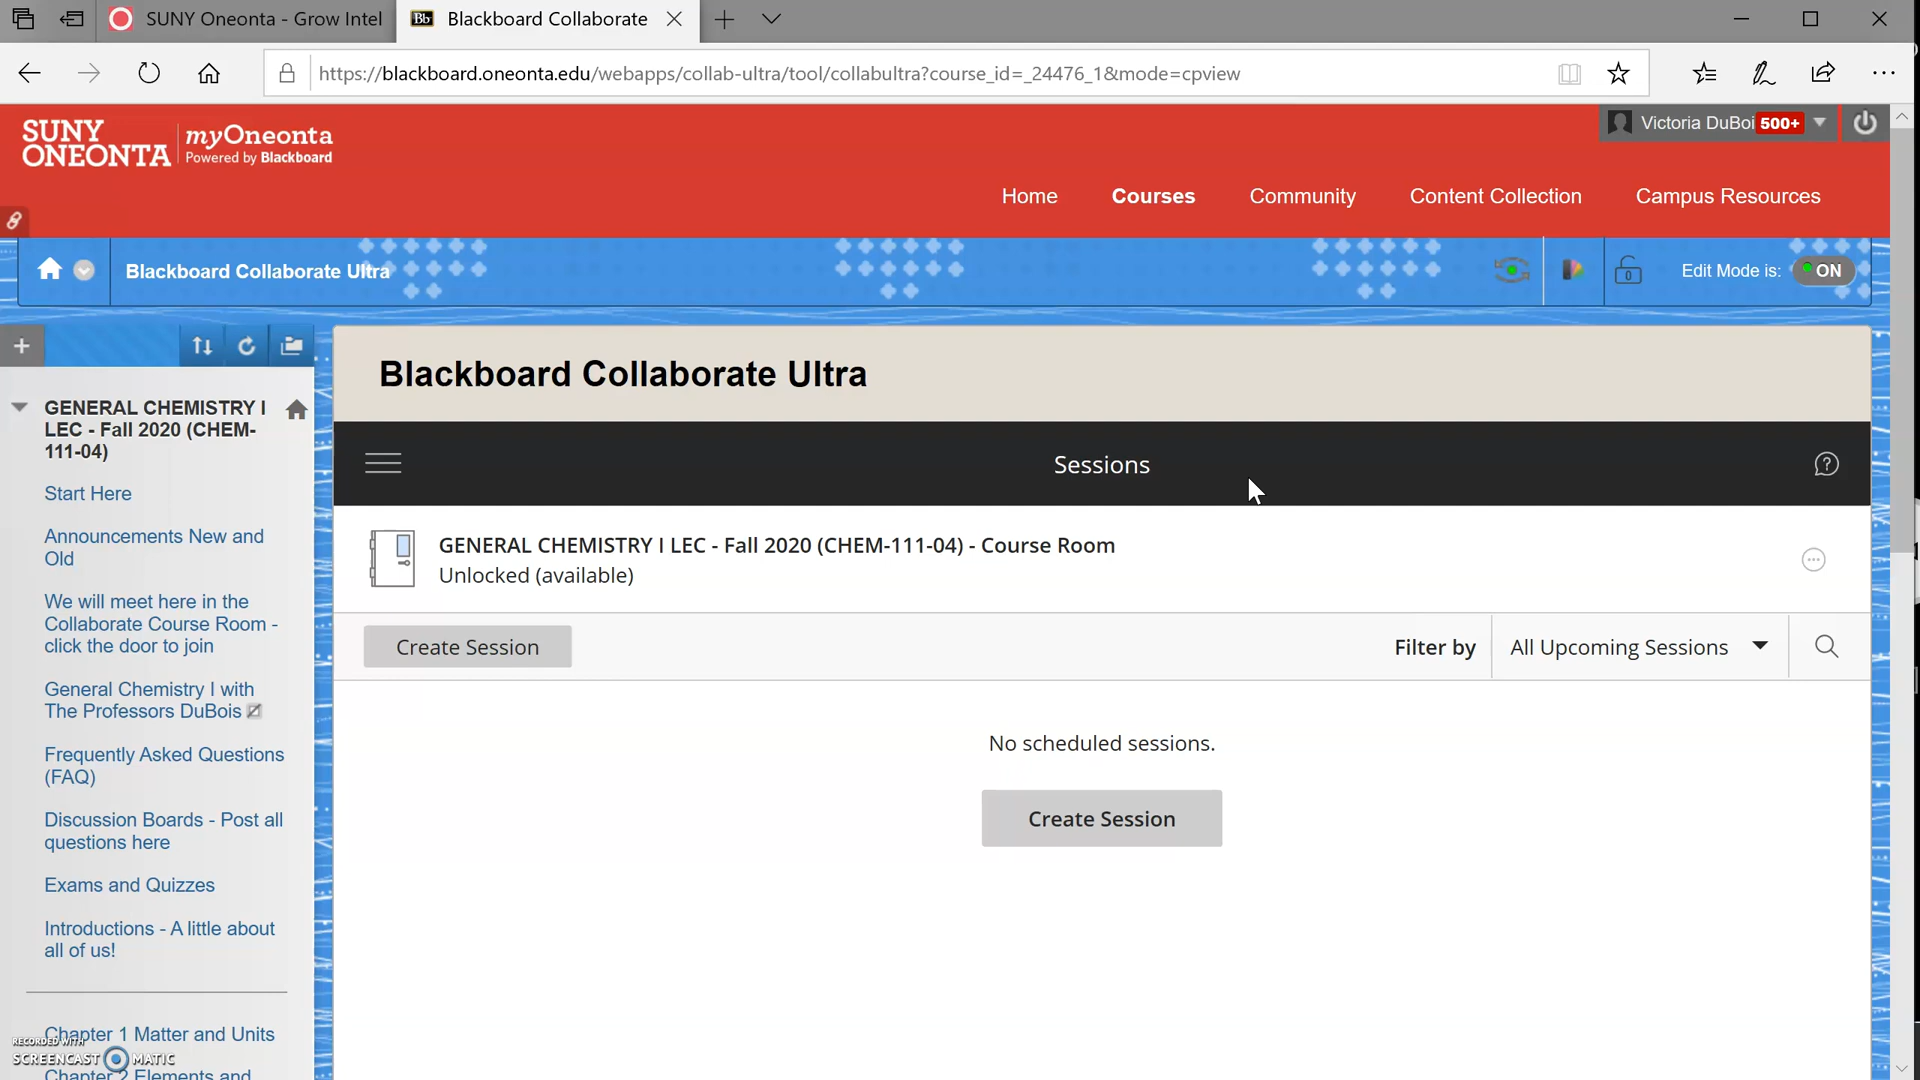 SUNY Oneonta - Grow Intel
Bb Blackboard Collaborate
https://blackboard.oneonta.edu/webapps/collab-ultra/tool/collabultra?course_id=_24476_1&mode=cpview
SUNY
ONEONTA
myOneonta
Powered by Blackboard
Victoria DuBoi 500+
Home Courses Community Content Collection Campus Resources
Blackboard Collaborate Ultra
Edit Mode is: ON
Blackboard Collaborate Ultra
GENERAL CHEMISTRY I
LEC - Fall 2020 (CHEM-
111-04)
Start Here
Announcements New and
Old
We will meet here in the
Collaborate Course Room -
click the door to join
General Chemistry I with
The Professors DuBois
Frequently Asked Questions
(FAQ)
Discussion Boards - Post all
questions here
Exams and Quizzes
Introductions - A little about
all of us!
Chapter 1 Matter and Units
Chapter 2 Elements and
Sessions
GENERAL CHEMISTRY I LEC - Fall 2020 (CHEM-111-04) - Course Room
Unlocked (available)
Create Session
Filter by
All Upcoming Sessions
No scheduled sessions.
Create Session
RECORDED WITH
SCREENCAST MATIC